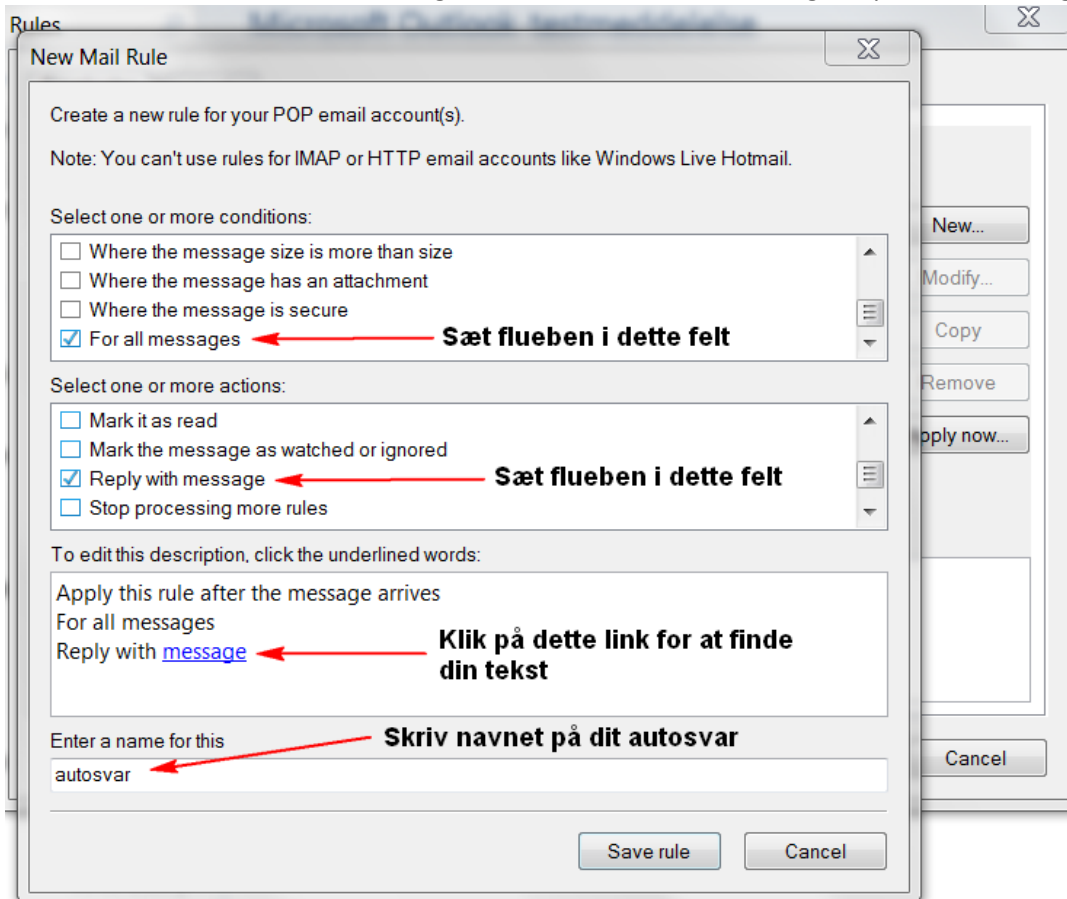 Rules
Microsoft Outlook testmeddelelse
New Mail Rule
Create a new rule for your POP email account(s).
Note: You can't use rules for IMAP or HTTP email accounts like Windows Live Hotmail.
Select one or more conditions:
Where the message size is more than size
Where the message has an attachment
Where the message is secure
For all messages
Sæt flueben i dette felt
Select one or more actions:
Mark it as read
Mark the message as watched or ignored
Reply with message
Sæt flueben i dette felt
Stop processing more rules
To edit this description, click the underlined words:
Apply this rule after the message arrives
For all messages
Reply with message
Klik på dette link for at finde
din tekst
Enter a name for this
Skriv navnet på dit autosvar
autosvar
Save rule
Cancel
New...
Modify...
Copy
Remove
pply now...
Cancel